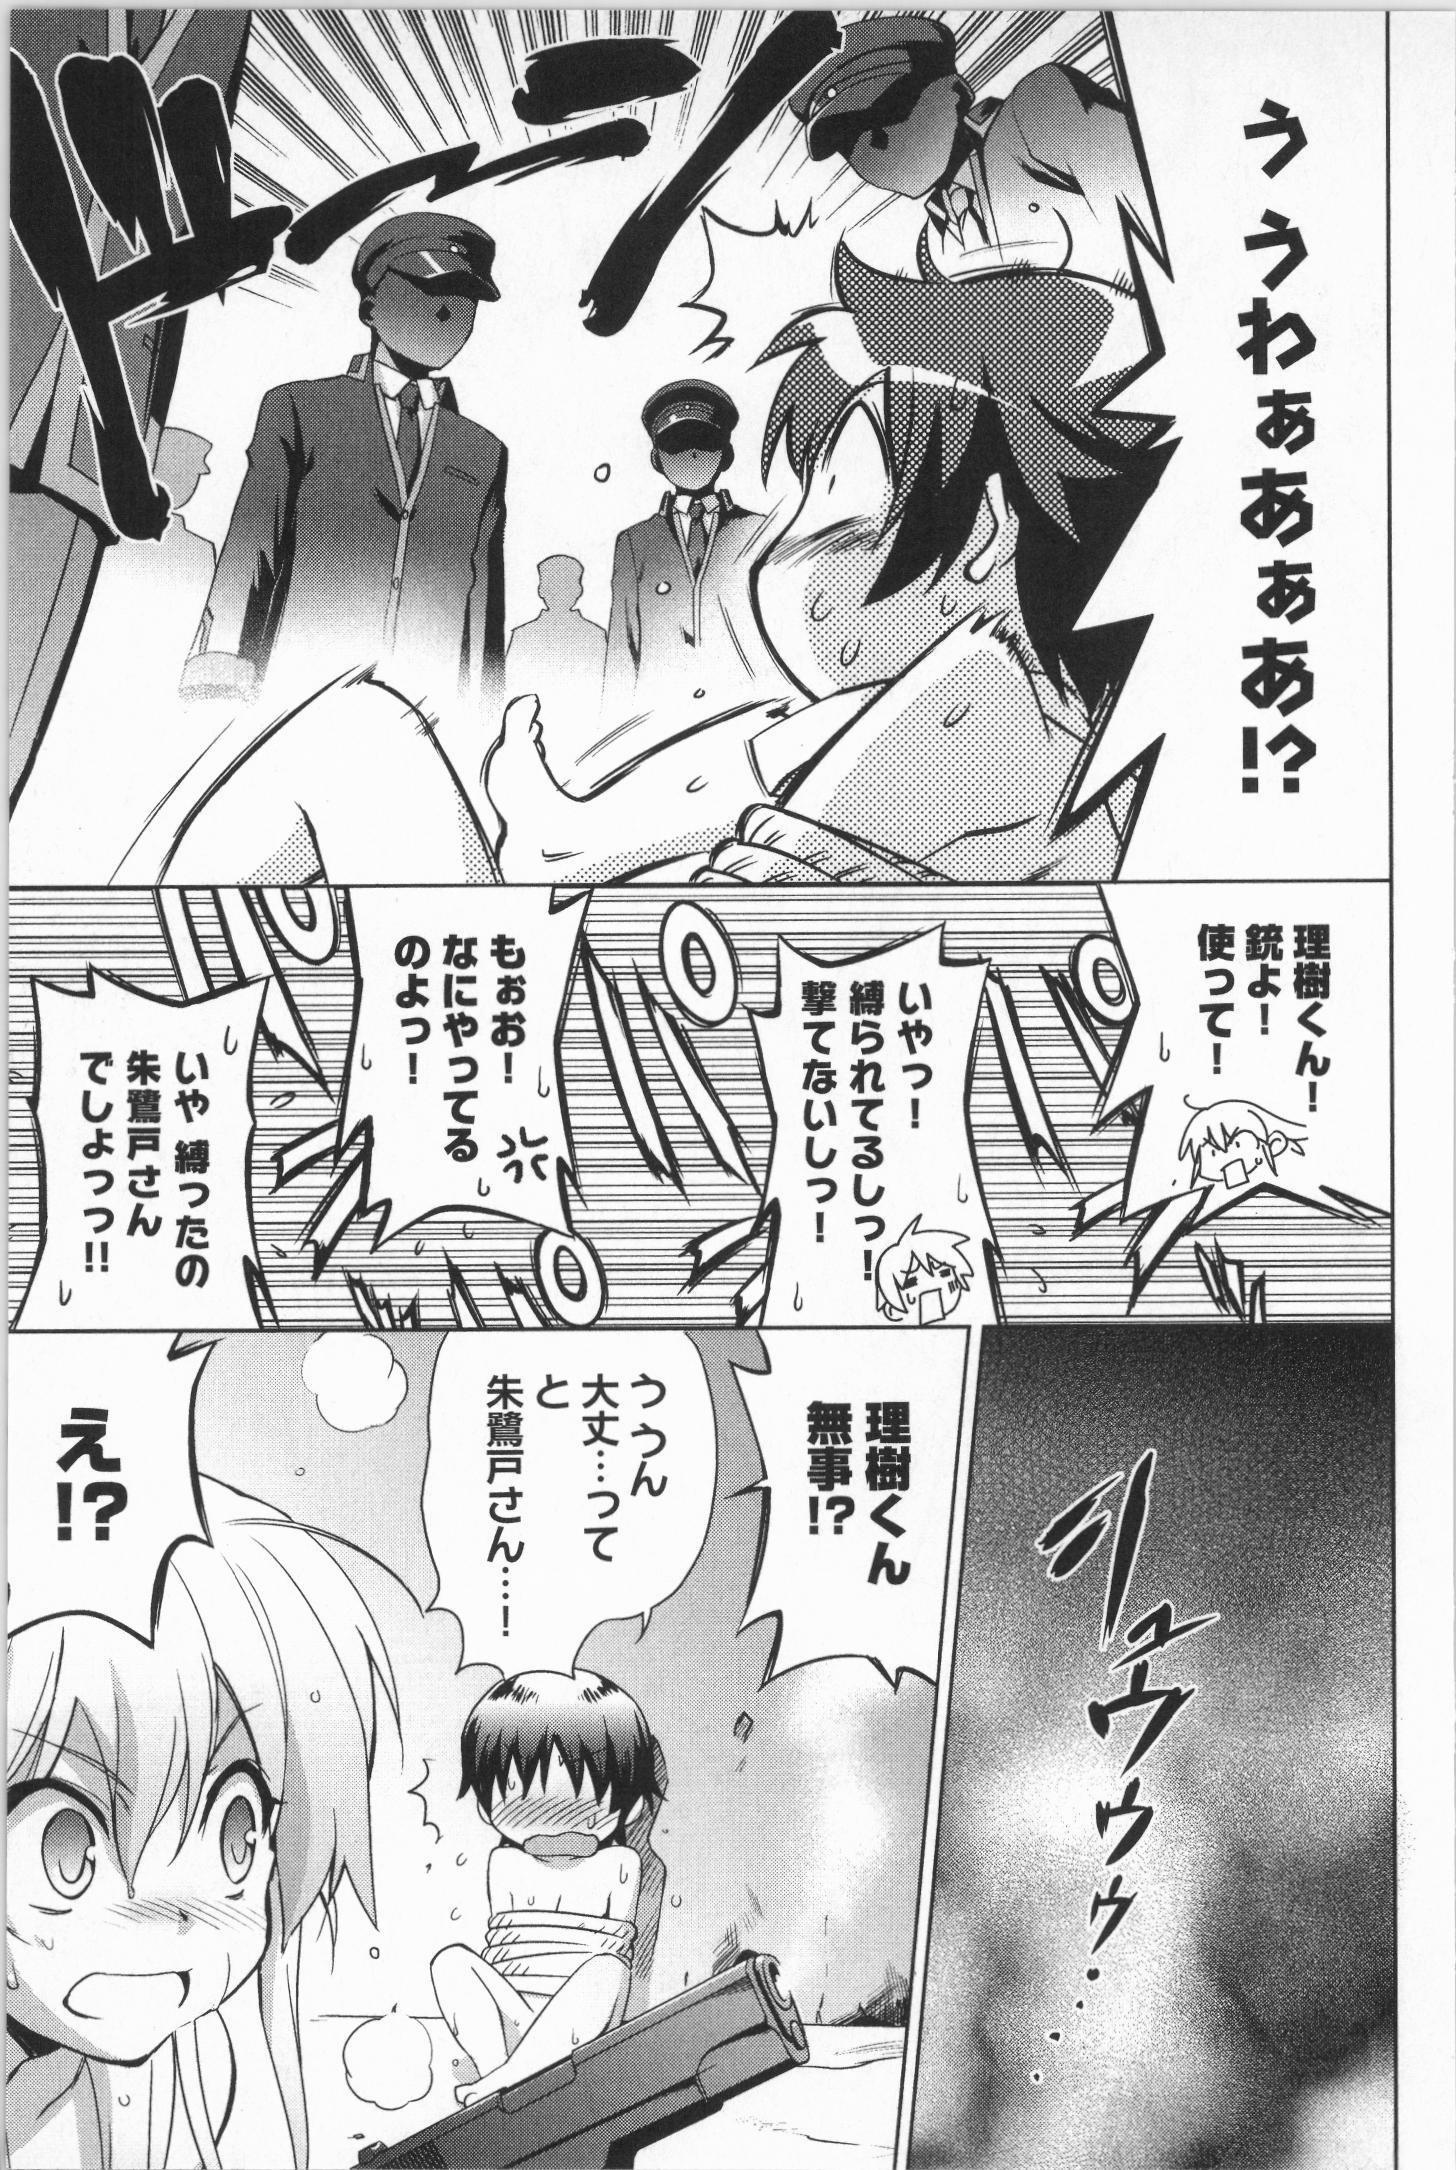 う うわぁあぁあ!?
ドーン
理樹くん!
銃よ!
使って!
いやっ!
縛られてるしっ!
撃てないしっ!
もぉお!
なにやってる
のよっ!
いや 縛ったの
朱鷺戸さん
でしょっっ!!
シュウゥゥゥ…
理樹くん
無事!?
う うん
大丈…って
と
朱鷺戸さん…!
え!?